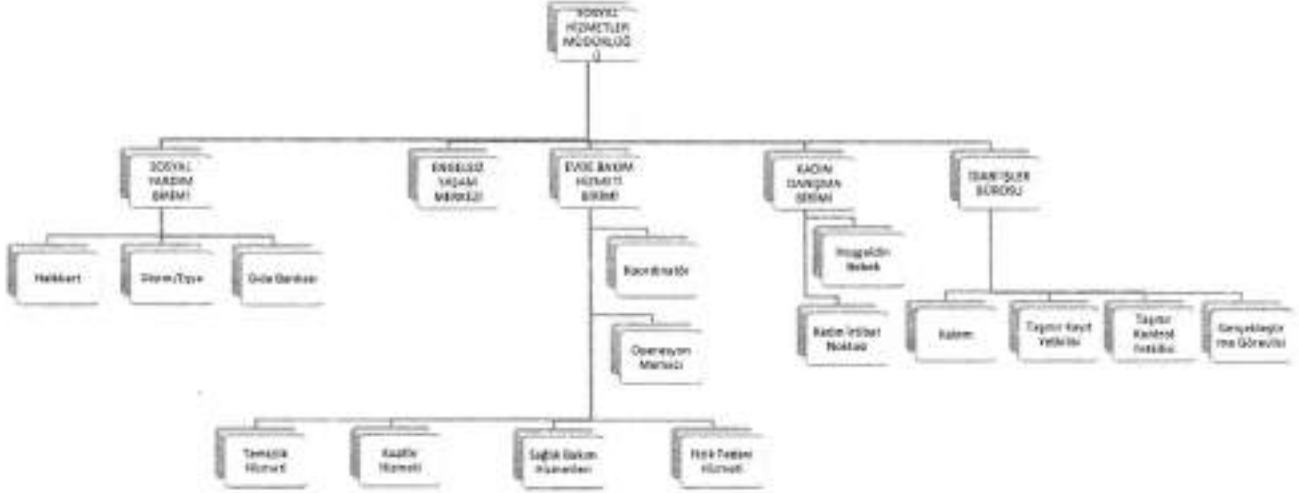 SOSYAL
HİZMETLER
MÜDÜRLÜĞ
Ü
SOSYAL
YARDIM
BİRİMİ
ENGELSİZ
YAŞAM
MERKEZİ
EVDE BAKIM
HİZMETİ
BİRİMİ
KADIN
DANIŞMA
BİRİMİ
İDARİ İŞLER
BÜROSU
Halkkart
Giyim/Eşya
Gıda Bankası
Koordinatör
Operasyon
Merkezi
Hoşgeldin
Bebek
Kadın İrtibat
Noktası
Kalem
Taşınır Kayıt
Yetkilisi
Taşınır
Kontrol
Yetkilisi
Gerçekleştir
me Görevlisi
Temizlik
Hizmeti
Kuaför
Hizmeti
Sağlık Bakım
Hizmetleri
Fizik Tedavi
Hizmeti